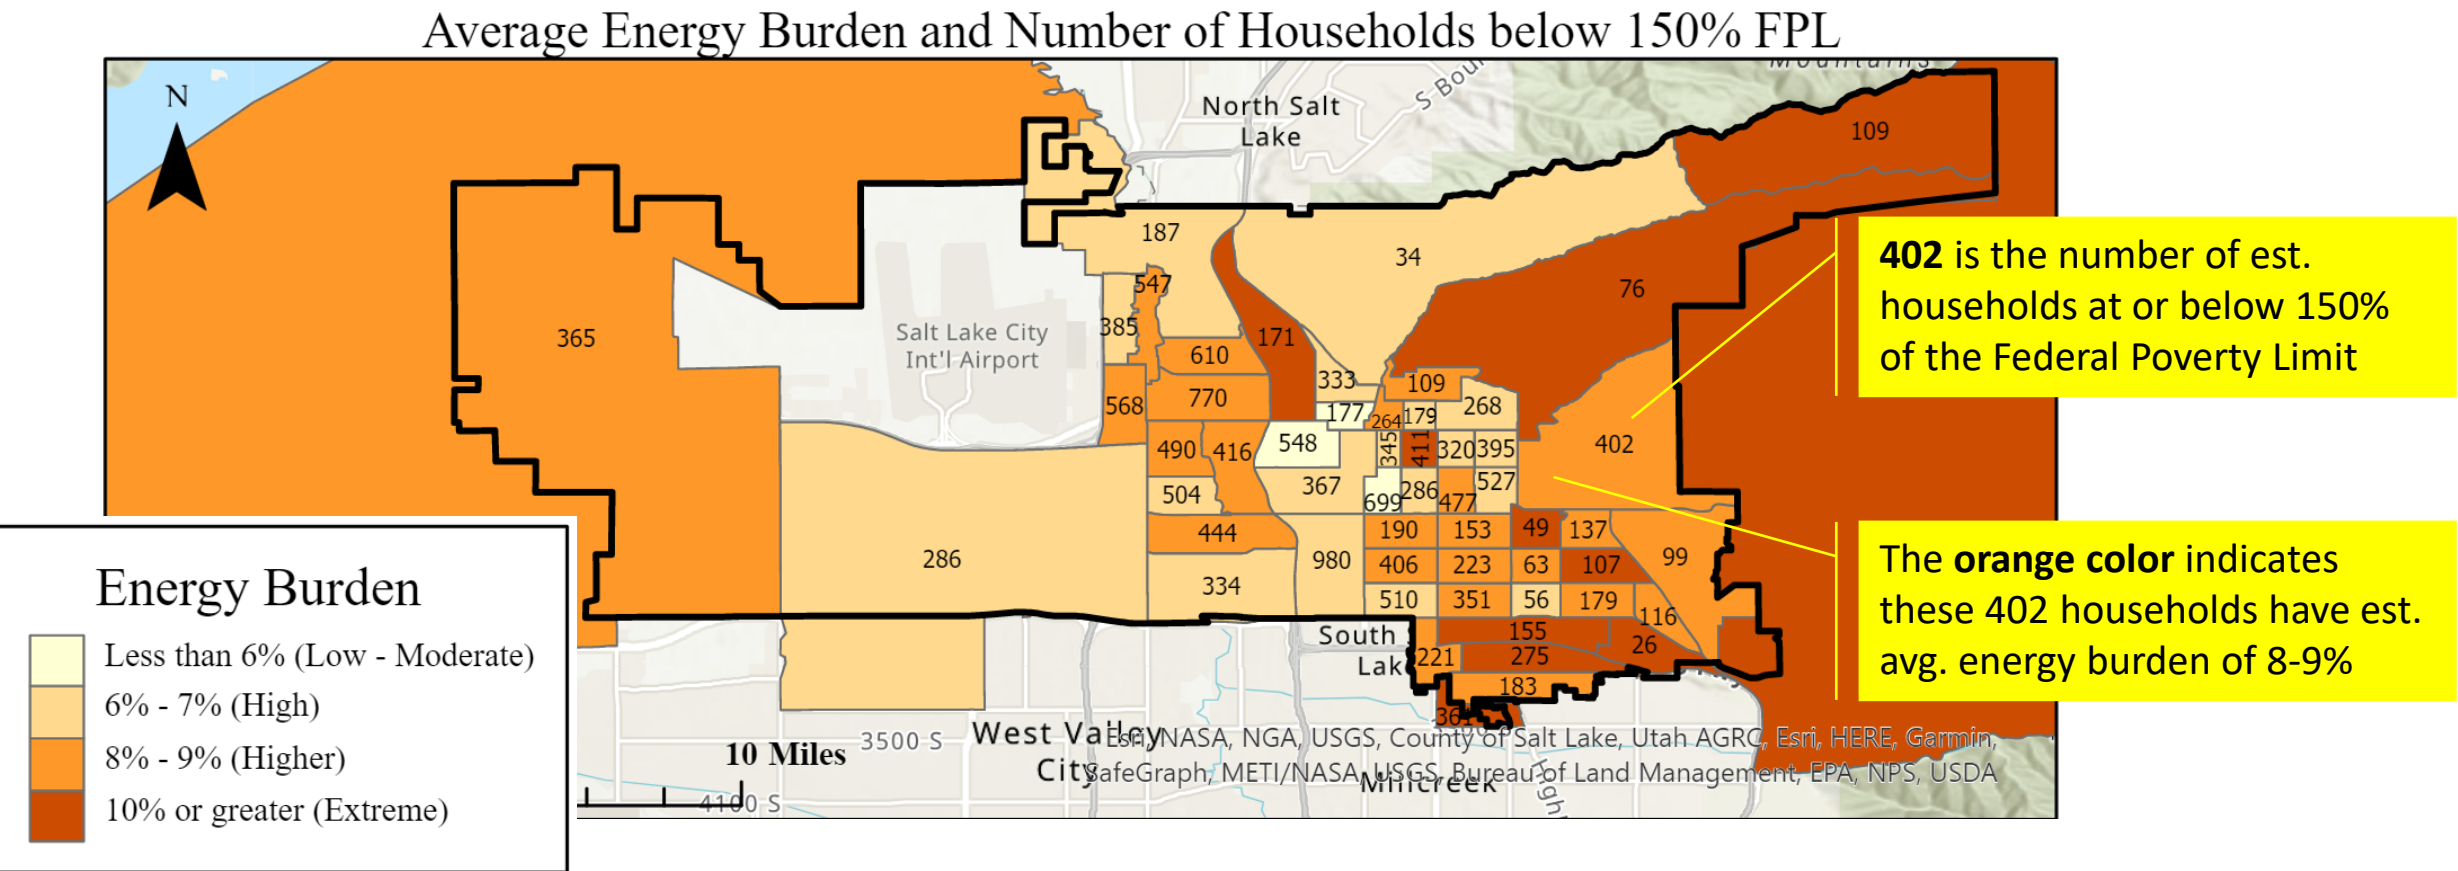 Average Energy Burden and Number of Households below 150% FPL
N
North Salt
Lake
S Bour
Mountains
109
187
34
76
547
385
365
Salt Lake City
Int'l Airport
171
610
333
109
568
770
177
264
179
268
490
416
548
345
411
320
395
402
504
367
699
286
477
527
444
190
153
49
137
286
980
406
223
63
107
99
334
510
351
56
179
116
South
Lake
155
26
221
275
183
361
West Valley
City
3500 S
4100 S
10 Miles
Millcreek
High
Esri, NASA, NGA, USGS, County of Salt Lake, Utah AGRC, Esri, HERE, Garmin,
SafeGraph, METI/NASA, USGS, Bureau of Land Management, EPA, NPS, USDA
Energy Burden
Less than 6% (Low - Moderate)
6% - 7% (High)
8% - 9% (Higher)
10% or greater (Extreme)
402 is the number of est.
households at or below 150%
of the Federal Poverty Limit
The orange color indicates
these 402 households have est.
avg. energy burden of 8-9%